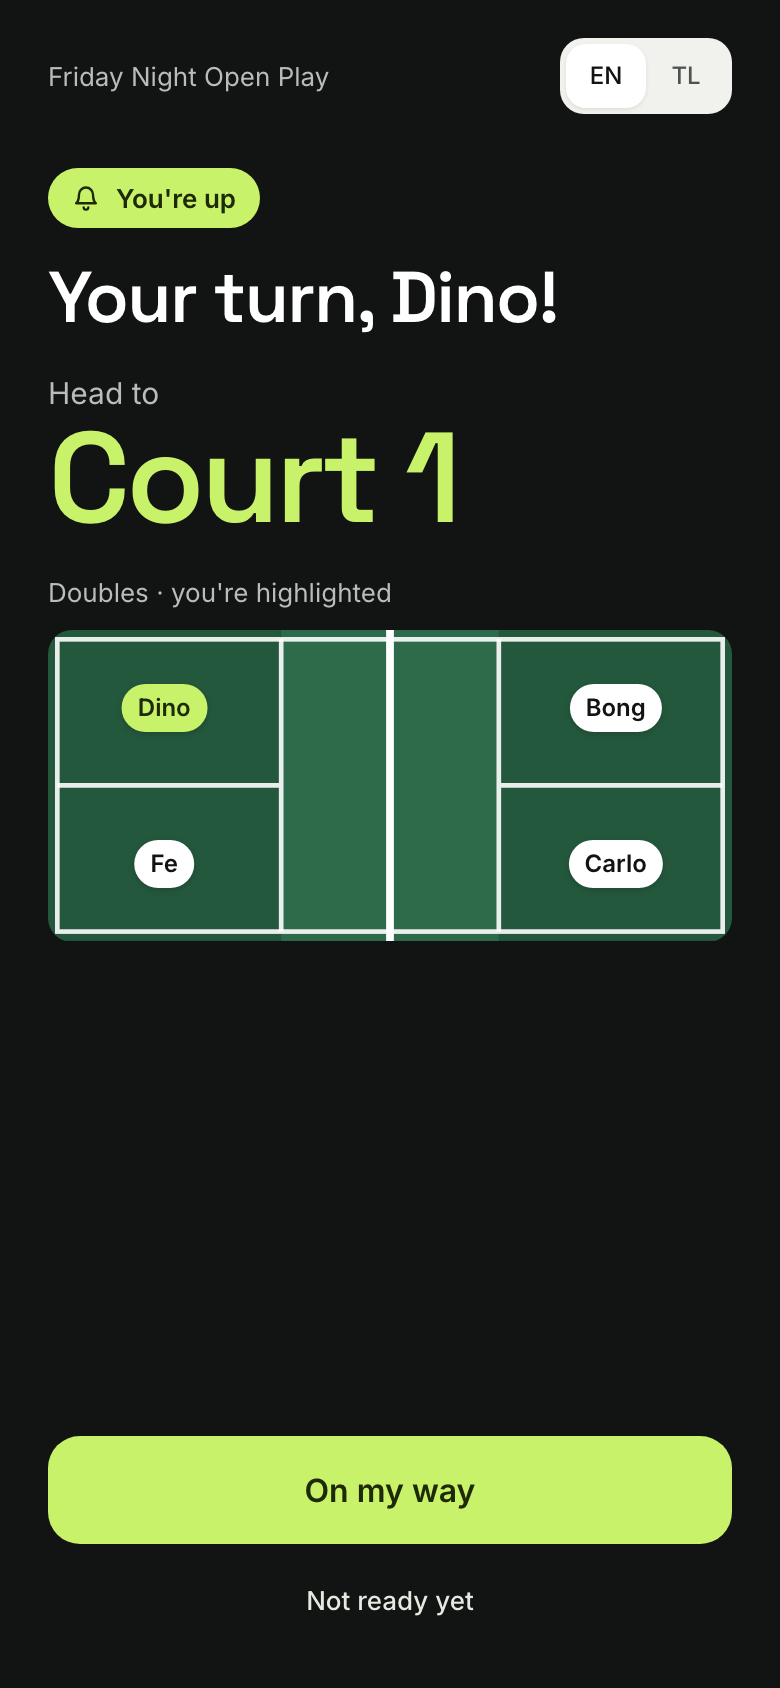 Friday Night Open Play
EN TL
You're up
Your turn, Dino!
Head to
Court 1
Doubles · you're highlighted
Dino
Bong
Fe
Carlo
On my way
Not ready yet